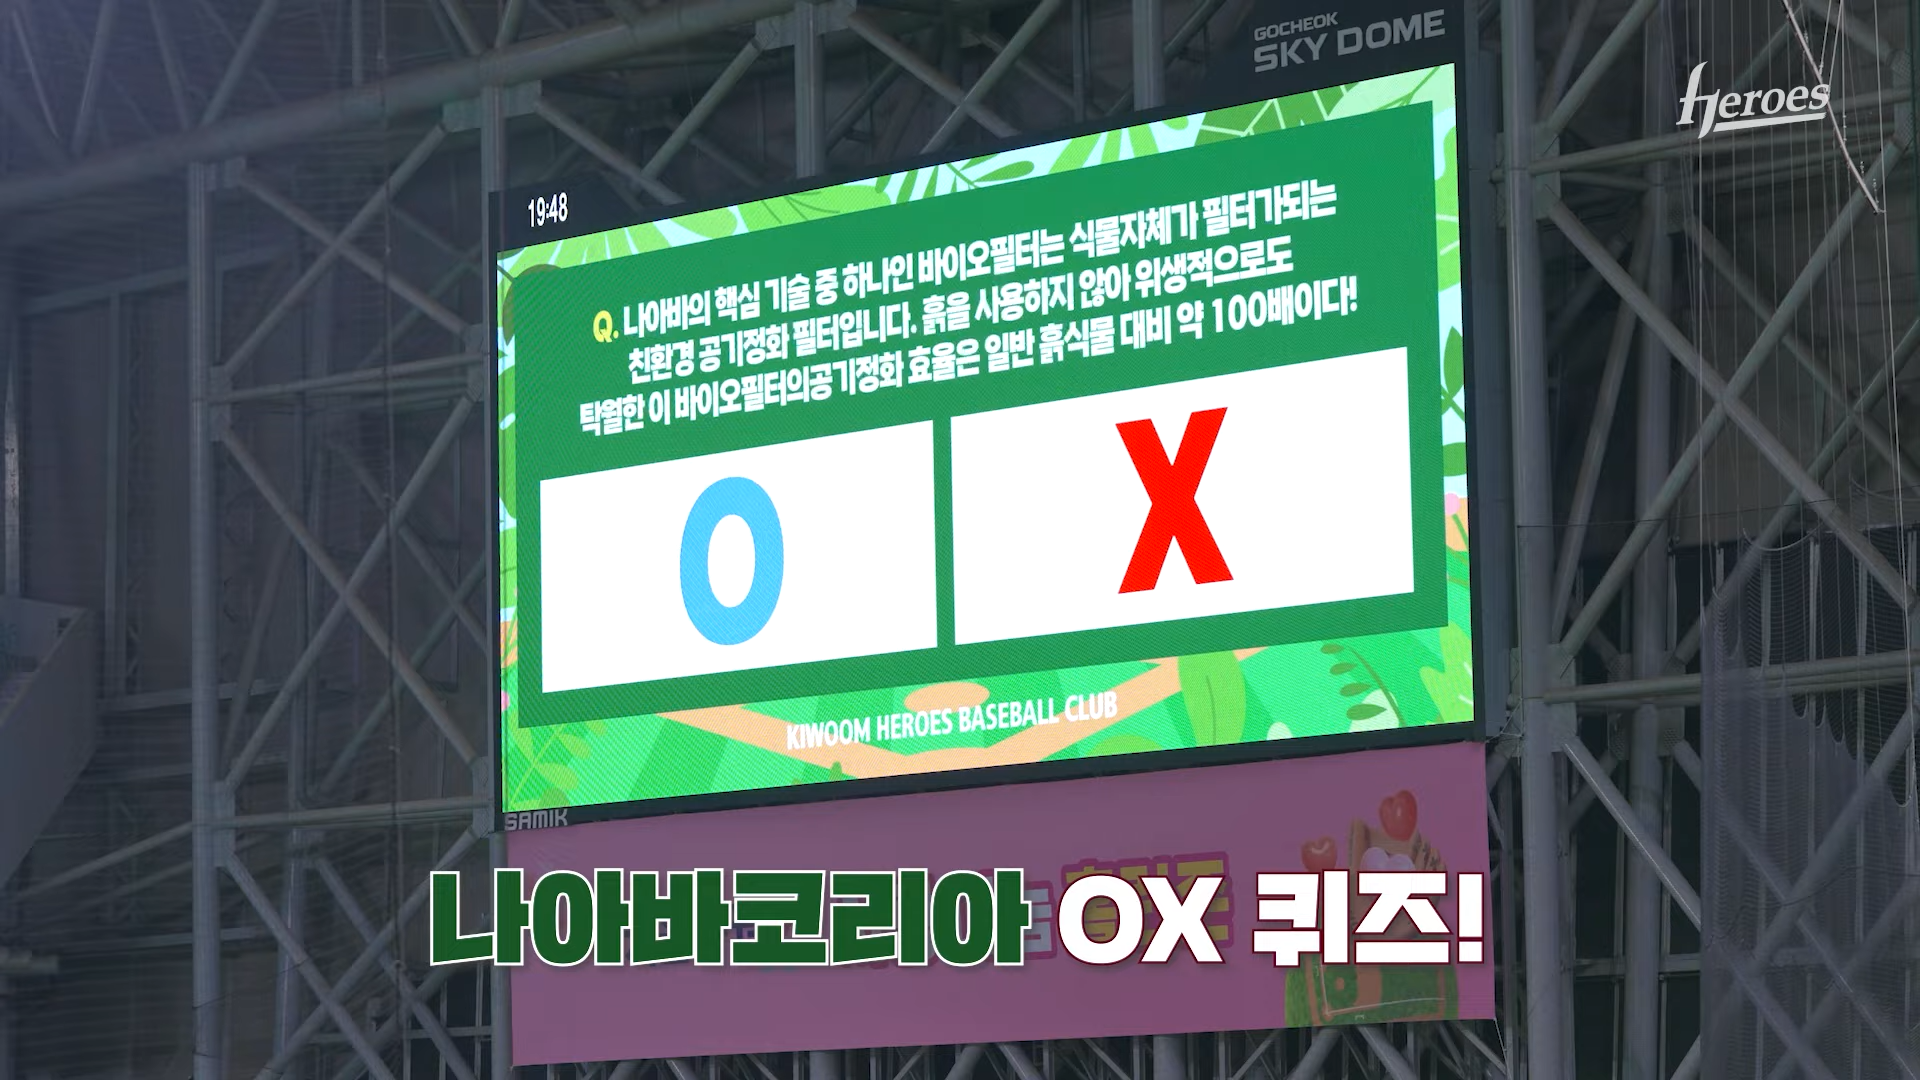 GOCHEOK
SKY DOME
Heroes
19:48
Q. 나아바의 핵심 기술 중 하나인 바이오필터는 식물자체가 필터가되는
친환경 공기정화 필터입니다. 흙을 사용하지 않아 위생적으로도
탁월한 이 바이오필터의공기정화 효율은 일반 흙식물 대비 약 100배이다!
O
X
KIWOOM HEROES BASEBALL CLUB
SAMIK
나아바코리아 OX 퀴즈!